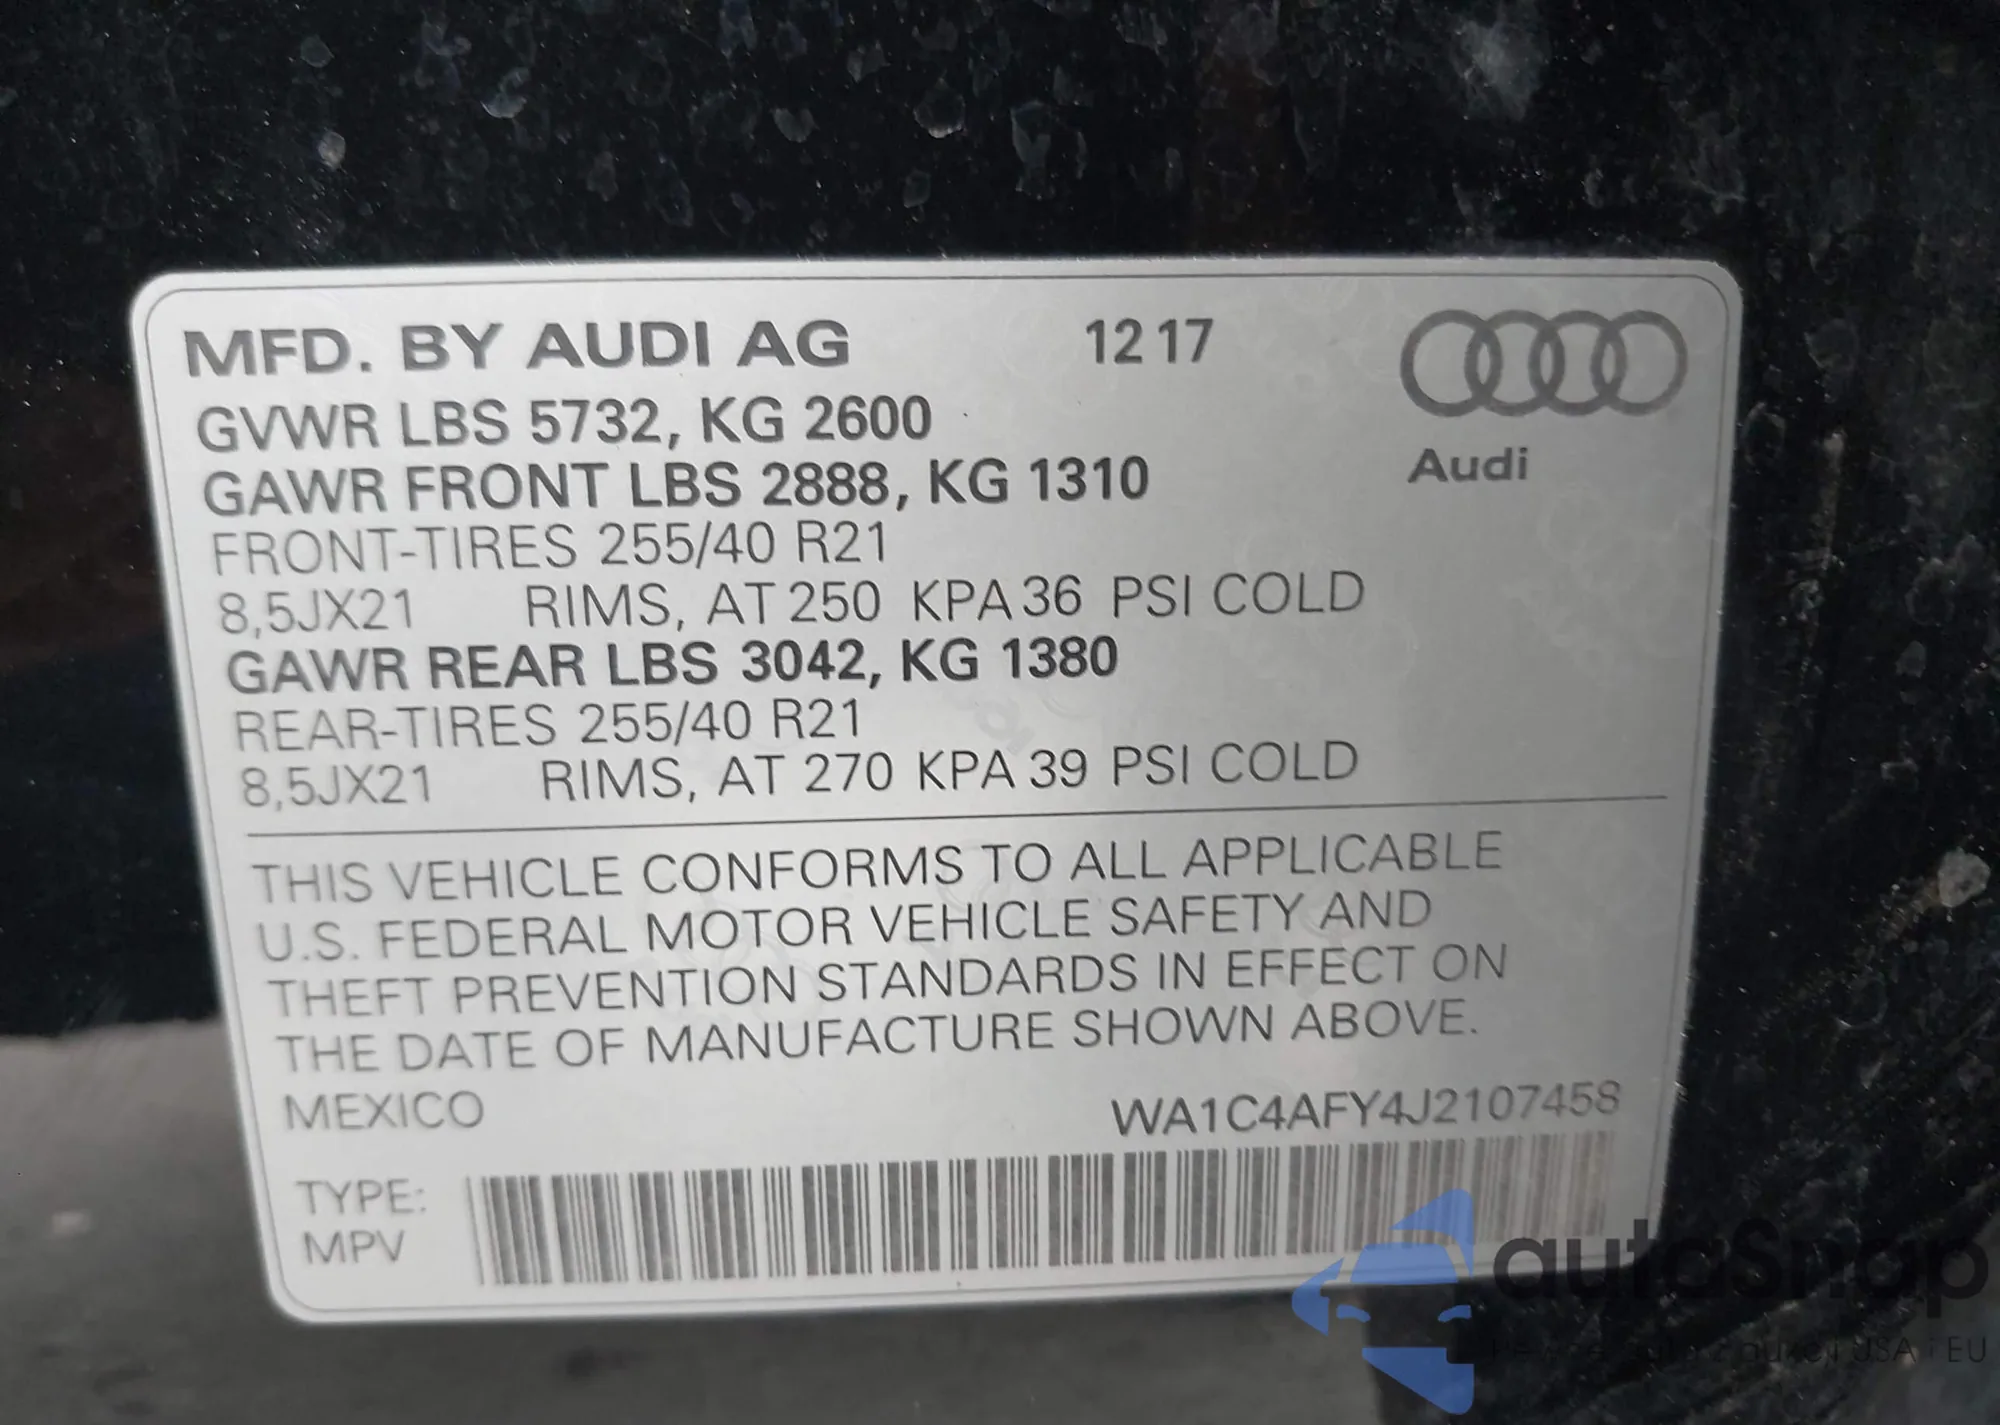 MFD. BY AUDI AG 12 17
GVWR LBS 5732, KG 2600
GAWR FRONT LBS 2888, KG 1310
Audi
FRONT-TIRES 255/40 R21
8,5JX21 RIMS, AT 250 KPA 36 PSI COLD
GAWR REAR LBS 3042, KG 1380
REAR-TIRES 255/40 R21
8,5JX21 RIMS, AT 270 KPA 39 PSI COLD
THIS VEHICLE CONFORMS TO ALL APPLICABLE
U.S. FEDERAL MOTOR VEHICLE SAFETY AND
THEFT PREVENTION STANDARDS IN EFFECT ON
THE DATE OF MANUFACTURE SHOWN ABOVE.
MEXICO WA1C4AFY4J2107458
TYPE:
MPV
autoSnap
USA i EU